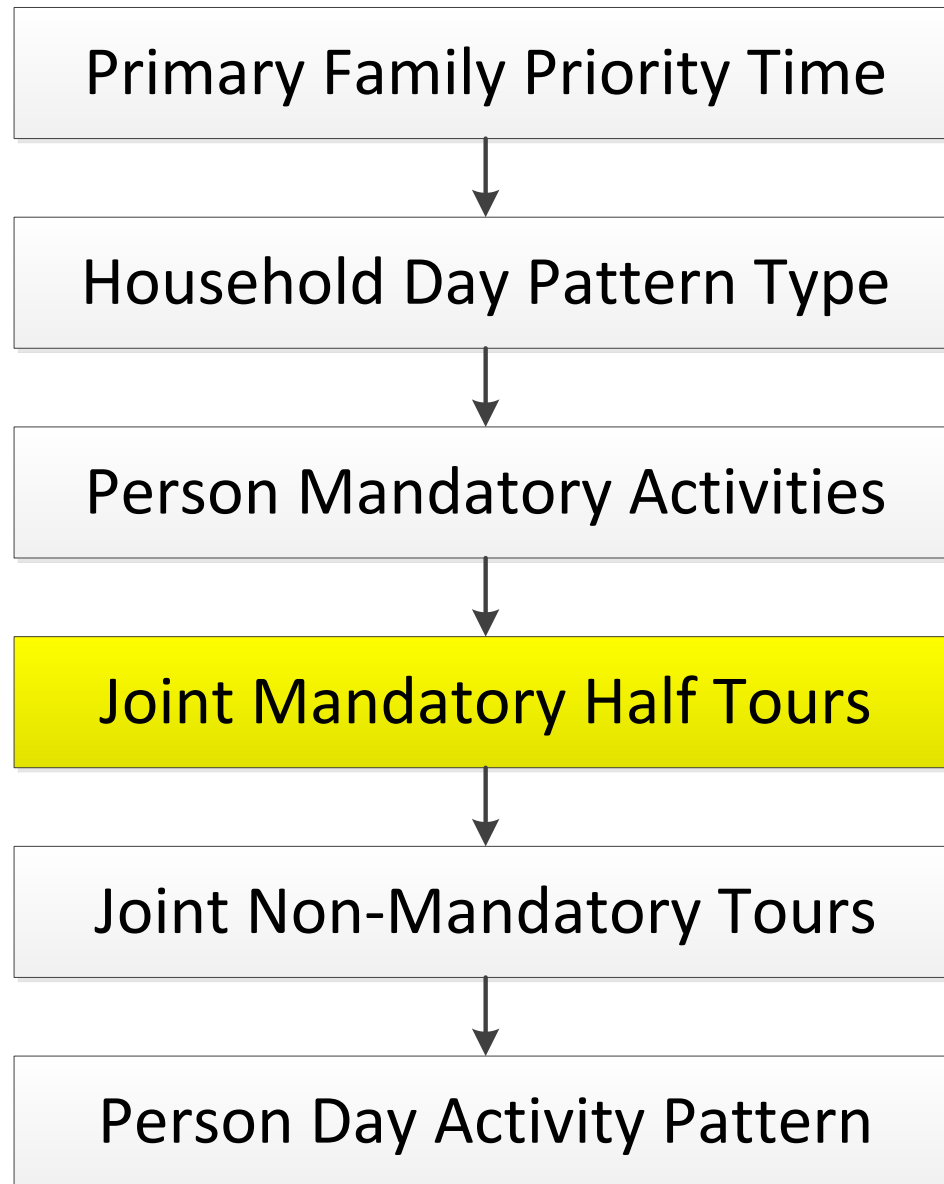 Primary Family Priority Time
Household Day Pattern Type
Person Mandatory Activities
Joint Mandatory Half Tours
Joint Non-Mandatory Tours
Person Day Activity Pattern